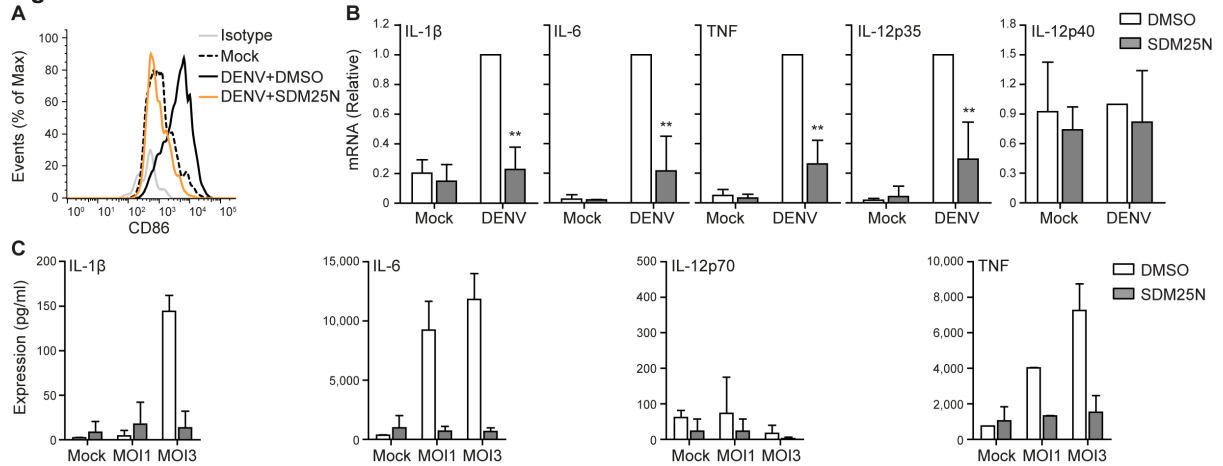 A
Events (% of Max)
100
80
60
40
20
0
10⁰ 10¹ 10² 10³ 10⁴ 10⁵
CD86
Isotype
Mock
DENV+DMSO
DENV+SDM25N
B
mRNA (Relative)
1.2
1.0
0.8
0.6
0.4
0.2
0
IL-1β
**
Mock DENV
IL-6
**
Mock DENV
TNF
**
Mock DENV
IL-12p35
**
Mock DENV
1.8
1.5
1.2
0.9
0.6
0.3
0
IL-12p40
Mock DENV
DMSO
SDM25N
C
Expression (pg/ml)
200
150
100
50
0
IL-1β
Mock MOI1 MOI3
15,000
10,000
5,000
0
IL-6
Mock MOI1 MOI3
500
400
300
200
100
0
IL-12p70
Mock MOI1 MOI3
10,000
8,000
6,000
4,000
2,000
0
TNF
Mock MOI1 MOI3
DMSO
SDM25N